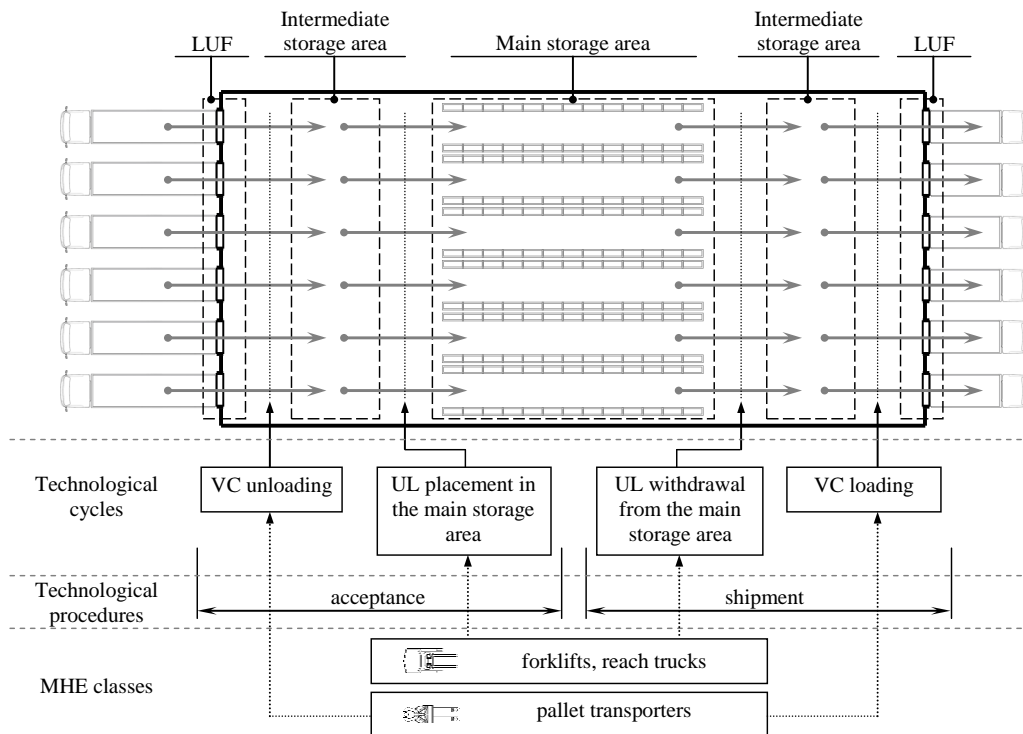 LUF
Intermediate
storage area
Main storage area
Intermediate
storage area
LUF
Technological
cycles
VC unloading
UL placement in
the main storage
area
UL withdrawal
from the main
storage area
VC loading
Technological
procedures
acceptance
shipment
MHE classes
forklifts, reach trucks
pallet transporters